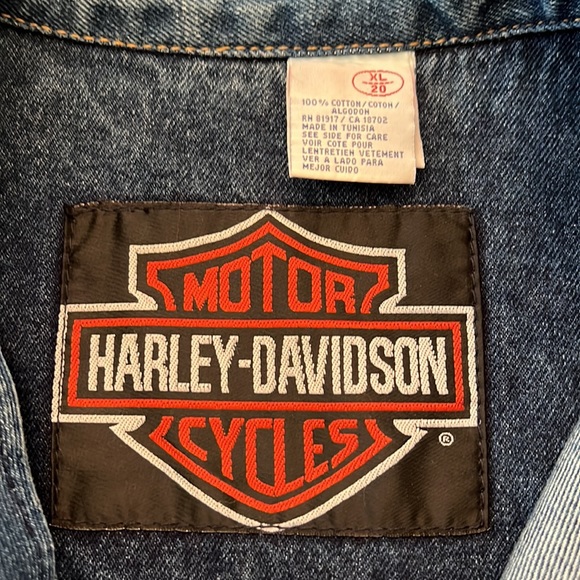 XL
20
100% COTTON/COTON/
ALGODON
RN 81917/CA 18702
MADE IN TUNISIA
SEE SIDE FOR CARE
VOIR COTE POUR
LENTRETIEN VETEMENT
VER A LADO PARA
MEJOR CUIDO
MOTOR
HARLEY-DAVIDSON
CYCLES
®